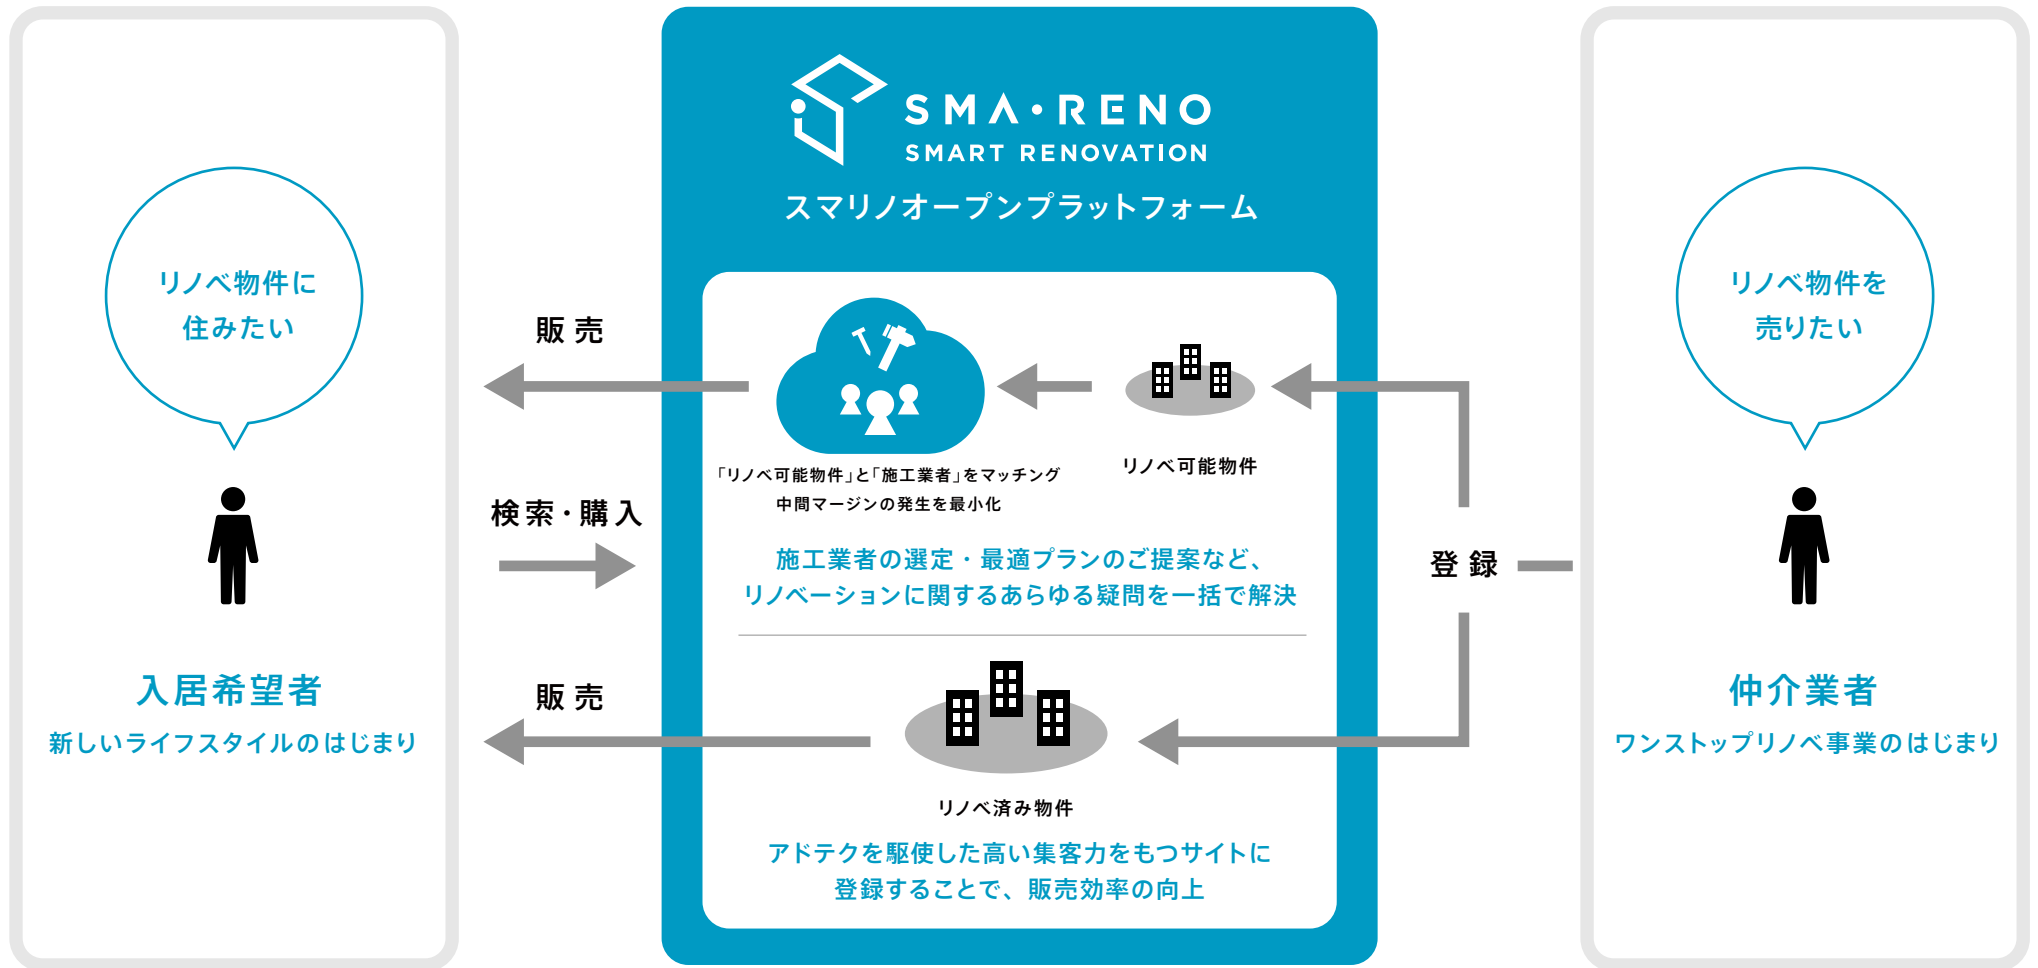 リノベ物件に
住みたい
入居希望者
新しいライフスタイルのはじまり
販売
検索・購入
販売
SMA・RENO
SMART RENOVATION
スマリノオープンプラットフォーム
「リノベ可能物件」と「施工業者」をマッチング
中間マージンの発生を最小化
リノベ可能物件
施工業者の選定・最適プランのご提案など、
リノベーションに関するあらゆる疑問を一括で解決
リノベ済み物件
アドテクを駆使した高い集客力をもつサイトに
登録することで、販売効率の向上
登録
リノベ物件を
売りたい
仲介業者
ワンストップリノベ事業のはじまり